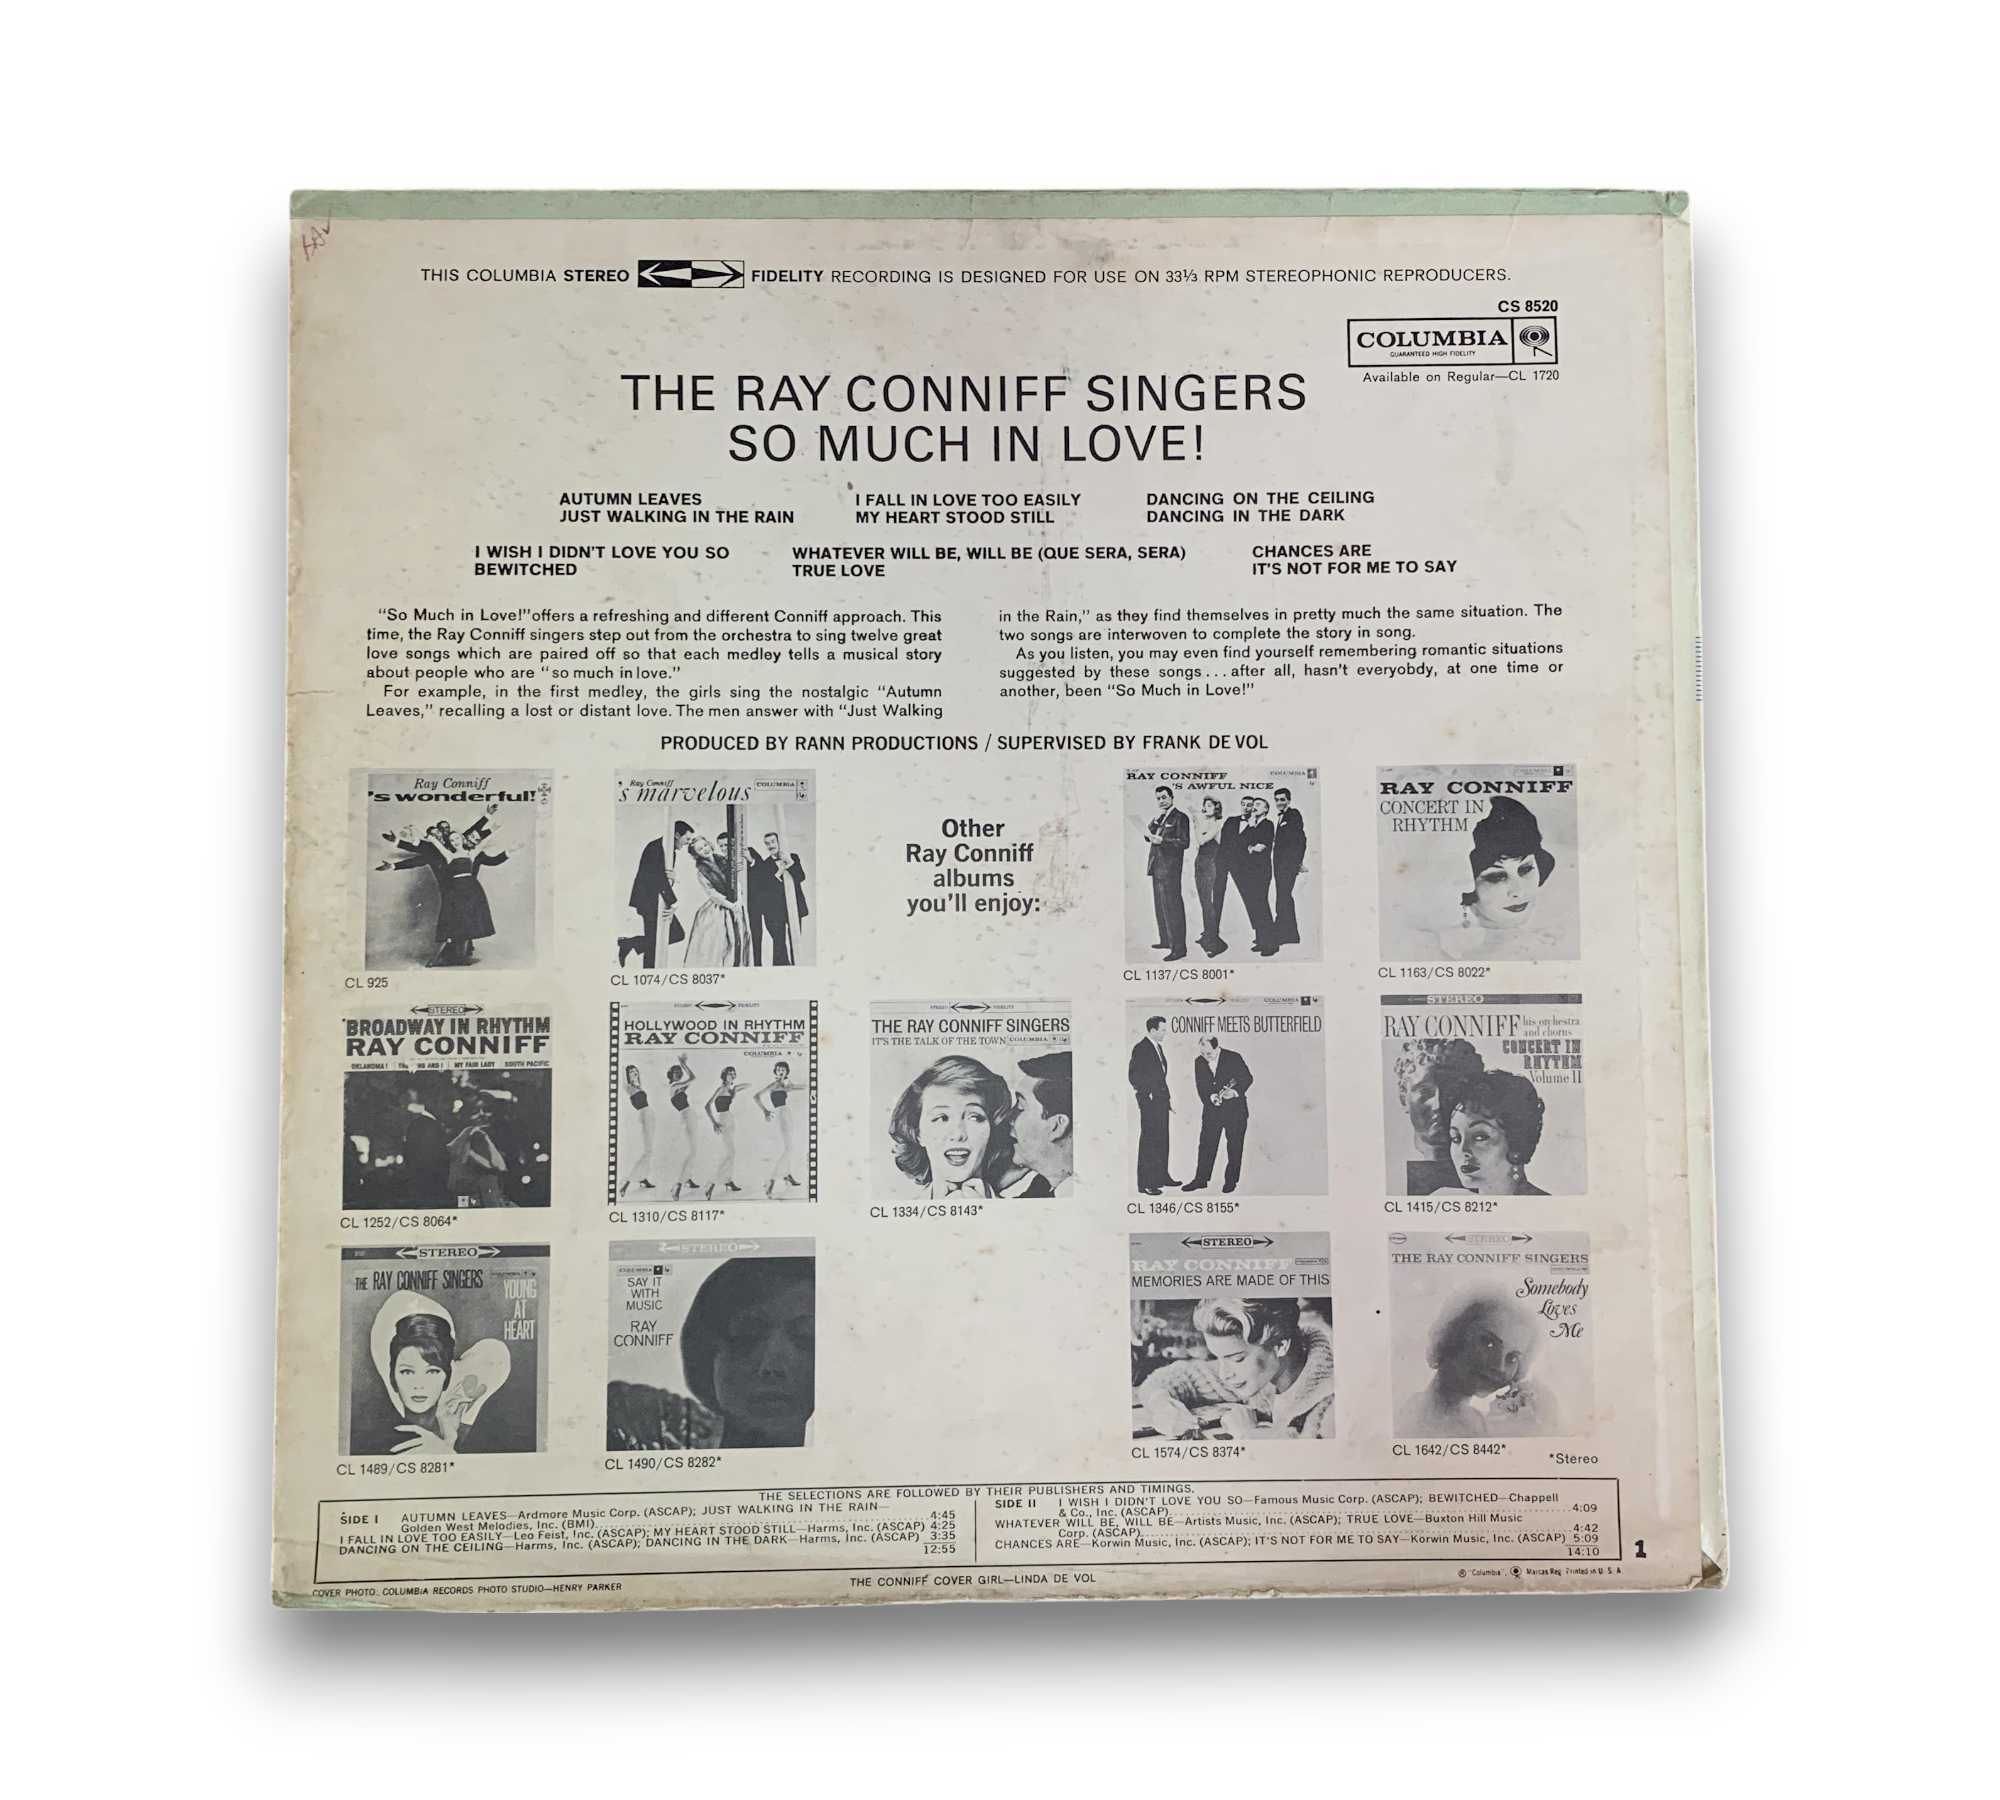 THIS COLUMBIA STEREO FIDELITY RECORDING IS DESIGNED FOR USE ON 33⅓ RPM STEREOPHONIC REPRODUCERS.
CS 8520
COLUMBIA
GUARANTEED HIGH FIDELITY
Available on Regular—CL 1720
THE RAY CONNIFF SINGERS
SO MUCH IN LOVE!
AUTUMN LEAVES
JUST WALKING IN THE RAIN
I FALL IN LOVE TOO EASILY
MY HEART STOOD STILL
DANCING ON THE CEILING
DANCING IN THE DARK
I WISH I DIDN'T LOVE YOU SO
BEWITCHED
WHATEVER WILL BE, WILL BE (QUE SERA, SERA)
TRUE LOVE
CHANCES ARE
IT'S NOT FOR ME TO SAY
"So Much in Love!" offers a refreshing and different Conniff approach. This
time, the Ray Conniff singers step out from the orchestra to sing twelve great
love songs which are paired off so that each medley tells a musical story
about people who are "so much in love."
For example, in the first medley, the girls sing the nostalgic "Autumn
Leaves," recalling a lost or distant love. The men answer with "Just Walking
in the Rain," as they find themselves in pretty much the same situation. The
two songs are interwoven to complete the story in song.
As you listen, you may even find yourself remembering romantic situations
suggested by these songs...after all, hasn't everyobdy, at one time or
another, been "So Much in Love!"
PRODUCED BY RANN PRODUCTIONS / SUPERVISED BY FRANK DE VOL
Ray Conniff
's wonderful!
CL 925
Ray Conniff
's marvelous
COLUMBIA
CL 1074/CS 8037*
Other
Ray Conniff
albums
you'll enjoy:
RAY CONNIFF
'S AWFUL NICE
COLUMBIA
CL 1137/CS 8001*
RAY CONNIFF
CONCERT IN
RHYTHM
CL 1163/CS 8022*
STEREO
BROADWAY IN RHYTHM
RAY CONNIFF
OKLAHOMA! MY FAIR LADY SOUTH PACIFIC
CL 1252/CS 8064*
STEREO FIDELITY
HOLLYWOOD IN RHYTHM
RAY CONNIFF
COLUMBIA
CL 1310/CS 8117*
STEREO FIDELITY
THE RAY CONNIFF SINGERS
IT'S THE TALK OF THE TOWN COLUMBIA
CL 1334/CS 8143*
COLUMBIA
CONNIFF MEETS BUTTERFIELD
CL 1346/CS 8155*
STEREO
RAY CONNIFF his orchestra
and chorus
CONCERT IN
RHYTHM
Volume II
CL 1415/CS 8212*
STEREO
THE RAY CONNIFF SINGERS
YOUNG
AT
HEART
CL 1489/CS 8281*
STEREO
COLUMBIA
SAY IT
WITH
MUSIC
RAY
CONNIFF
CL 1490/CS 8282*
STEREO
RAY CONNIFF
MEMORIES ARE MADE OF THIS
CL 1574/CS 8374*
STEREO
THE RAY CONNIFF SINGERS
Somebody
Loves
Me
CL 1642/CS 8442*
*Stereo
THE SELECTIONS ARE FOLLOWED BY THEIR PUBLISHERS AND TIMINGS.
SIDE I AUTUMN LEAVES—Ardmore Music Corp. (ASCAP); JUST WALKING IN THE RAIN—
Golden West Melodies, Inc. (BMI) 4:45
I FALL IN LOVE TOO EASILY—Leo Feist, Inc. (ASCAP); MY HEART STOOD STILL—Harms, Inc. (ASCAP) 4:25
DANCING ON THE CEILING—Harms, Inc. (ASCAP); DANCING IN THE DARK—Harms, Inc. (ASCAP) 3:35
12:55
SIDE II I WISH I DIDN'T LOVE YOU SO—Famous Music Corp. (ASCAP); BEWITCHED—Chappell
& Co., Inc. (ASCAP) 4:09
WHATEVER WILL BE, WILL BE—Artists Music, Inc. (ASCAP); TRUE LOVE—Buxton Hill Music
Corp. (ASCAP) 4:42
CHANCES ARE—Korwin Music, Inc. (ASCAP); IT'S NOT FOR ME TO SAY—Korwin Music, Inc. (ASCAP) 5:09
14:10
1
COVER PHOTO: COLUMBIA RECORDS PHOTO STUDIO—HENRY PARKER
THE CONNIFF COVER GIRL—LINDA DE VOL
® "Columbia", Marcas Reg. Printed in U. S. A